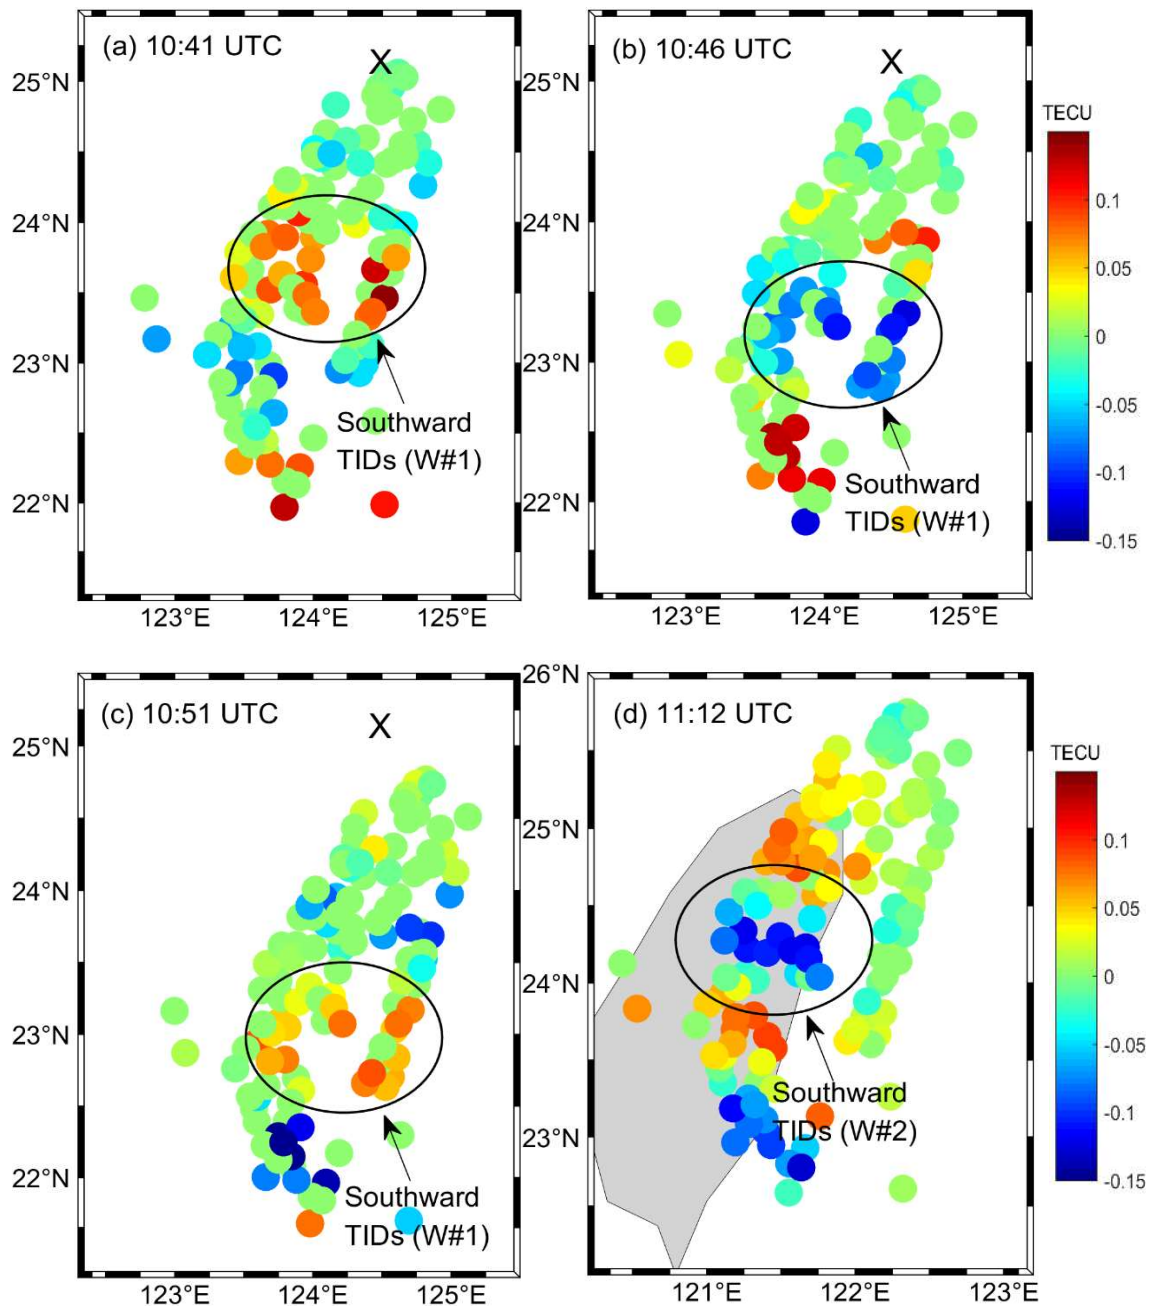 (a) 10:41 UTC
X
25°N
24°N
23°N
22°N
Southward
TIDs (W#1)
123°E
124°E
125°E
(b) 10:46 UTC
X
25°N
24°N
23°N
22°N
Southward
TIDs (W#1)
123°E
124°E
125°E
TECU
0.1
0.05
0
-0.05
-0.1
-0.15
(c) 10:51 UTC
X
25°N
24°N
23°N
22°N
Southward
TIDs (W#1)
123°E
124°E
125°E
(d) 11:12 UTC
26°N
25°N
24°N
23°N
Southward
TIDs (W#2)
121°E
122°E
123°E
TECU
0.1
0.05
0
-0.05
-0.1
-0.15